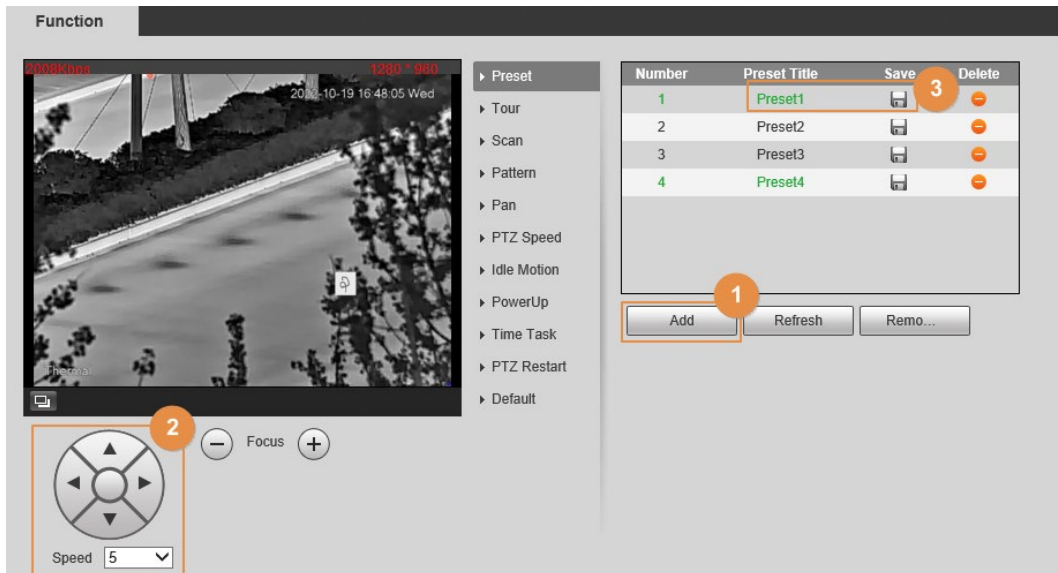 Function
2008Kbps
1280 * 960
2022-10-19 16:48:05 Wed
Thermal
Preset
Tour
Scan
Pattern
Pan
PTZ Speed
Idle Motion
PowerUp
Time Task
PTZ Restart
Default
Number Preset Title Save Delete
1 Preset1
2 Preset2
3 Preset3
4 Preset4
3
1
Add Refresh Remo...
2
Focus
Speed 5